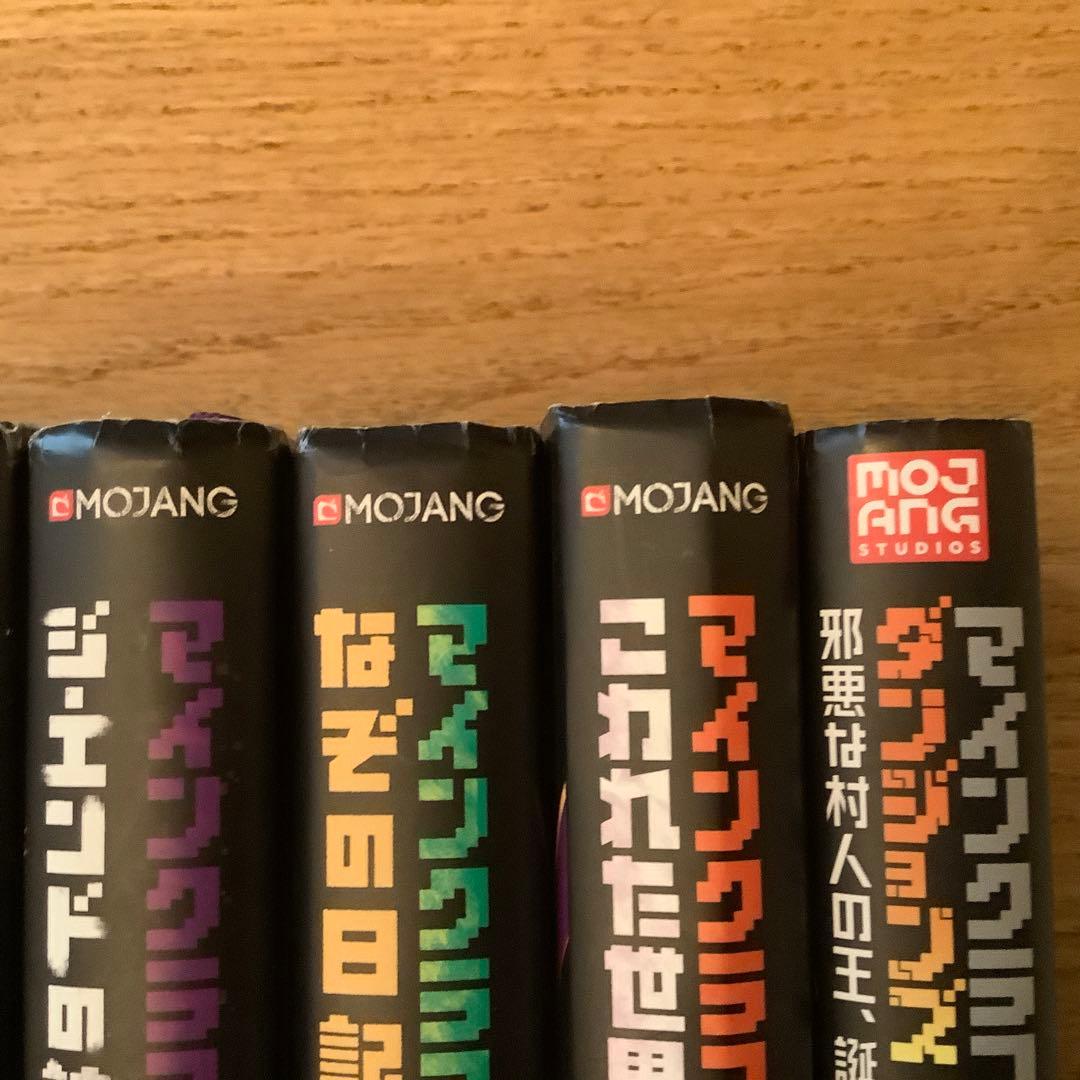 MOJANG
マインクラ
ジ・エンドの
MOJANG
マインクラ
なぞの日記
MOJANG
マインクラ
こわれた世
MOJANG
STUDIOS
マインクラ
ダンジョンズ
邪悪な村人の王、誕